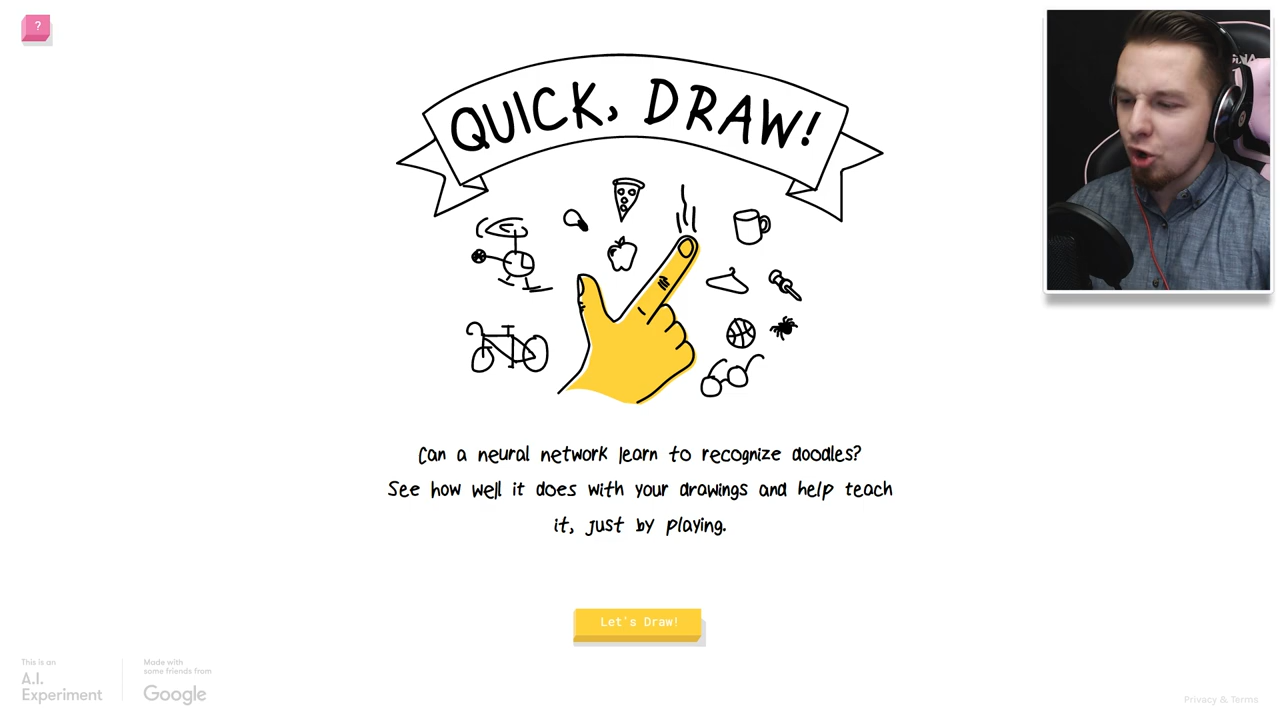 ?
QUICK, DRAW!
Can a neural network learn to recognize doodles?
See how well it does with your drawings and help teach
it, just by playing.
Let's Draw!
This is an
A.I.
Experiment
Made with
some friends from
Google
Privacy & Terms